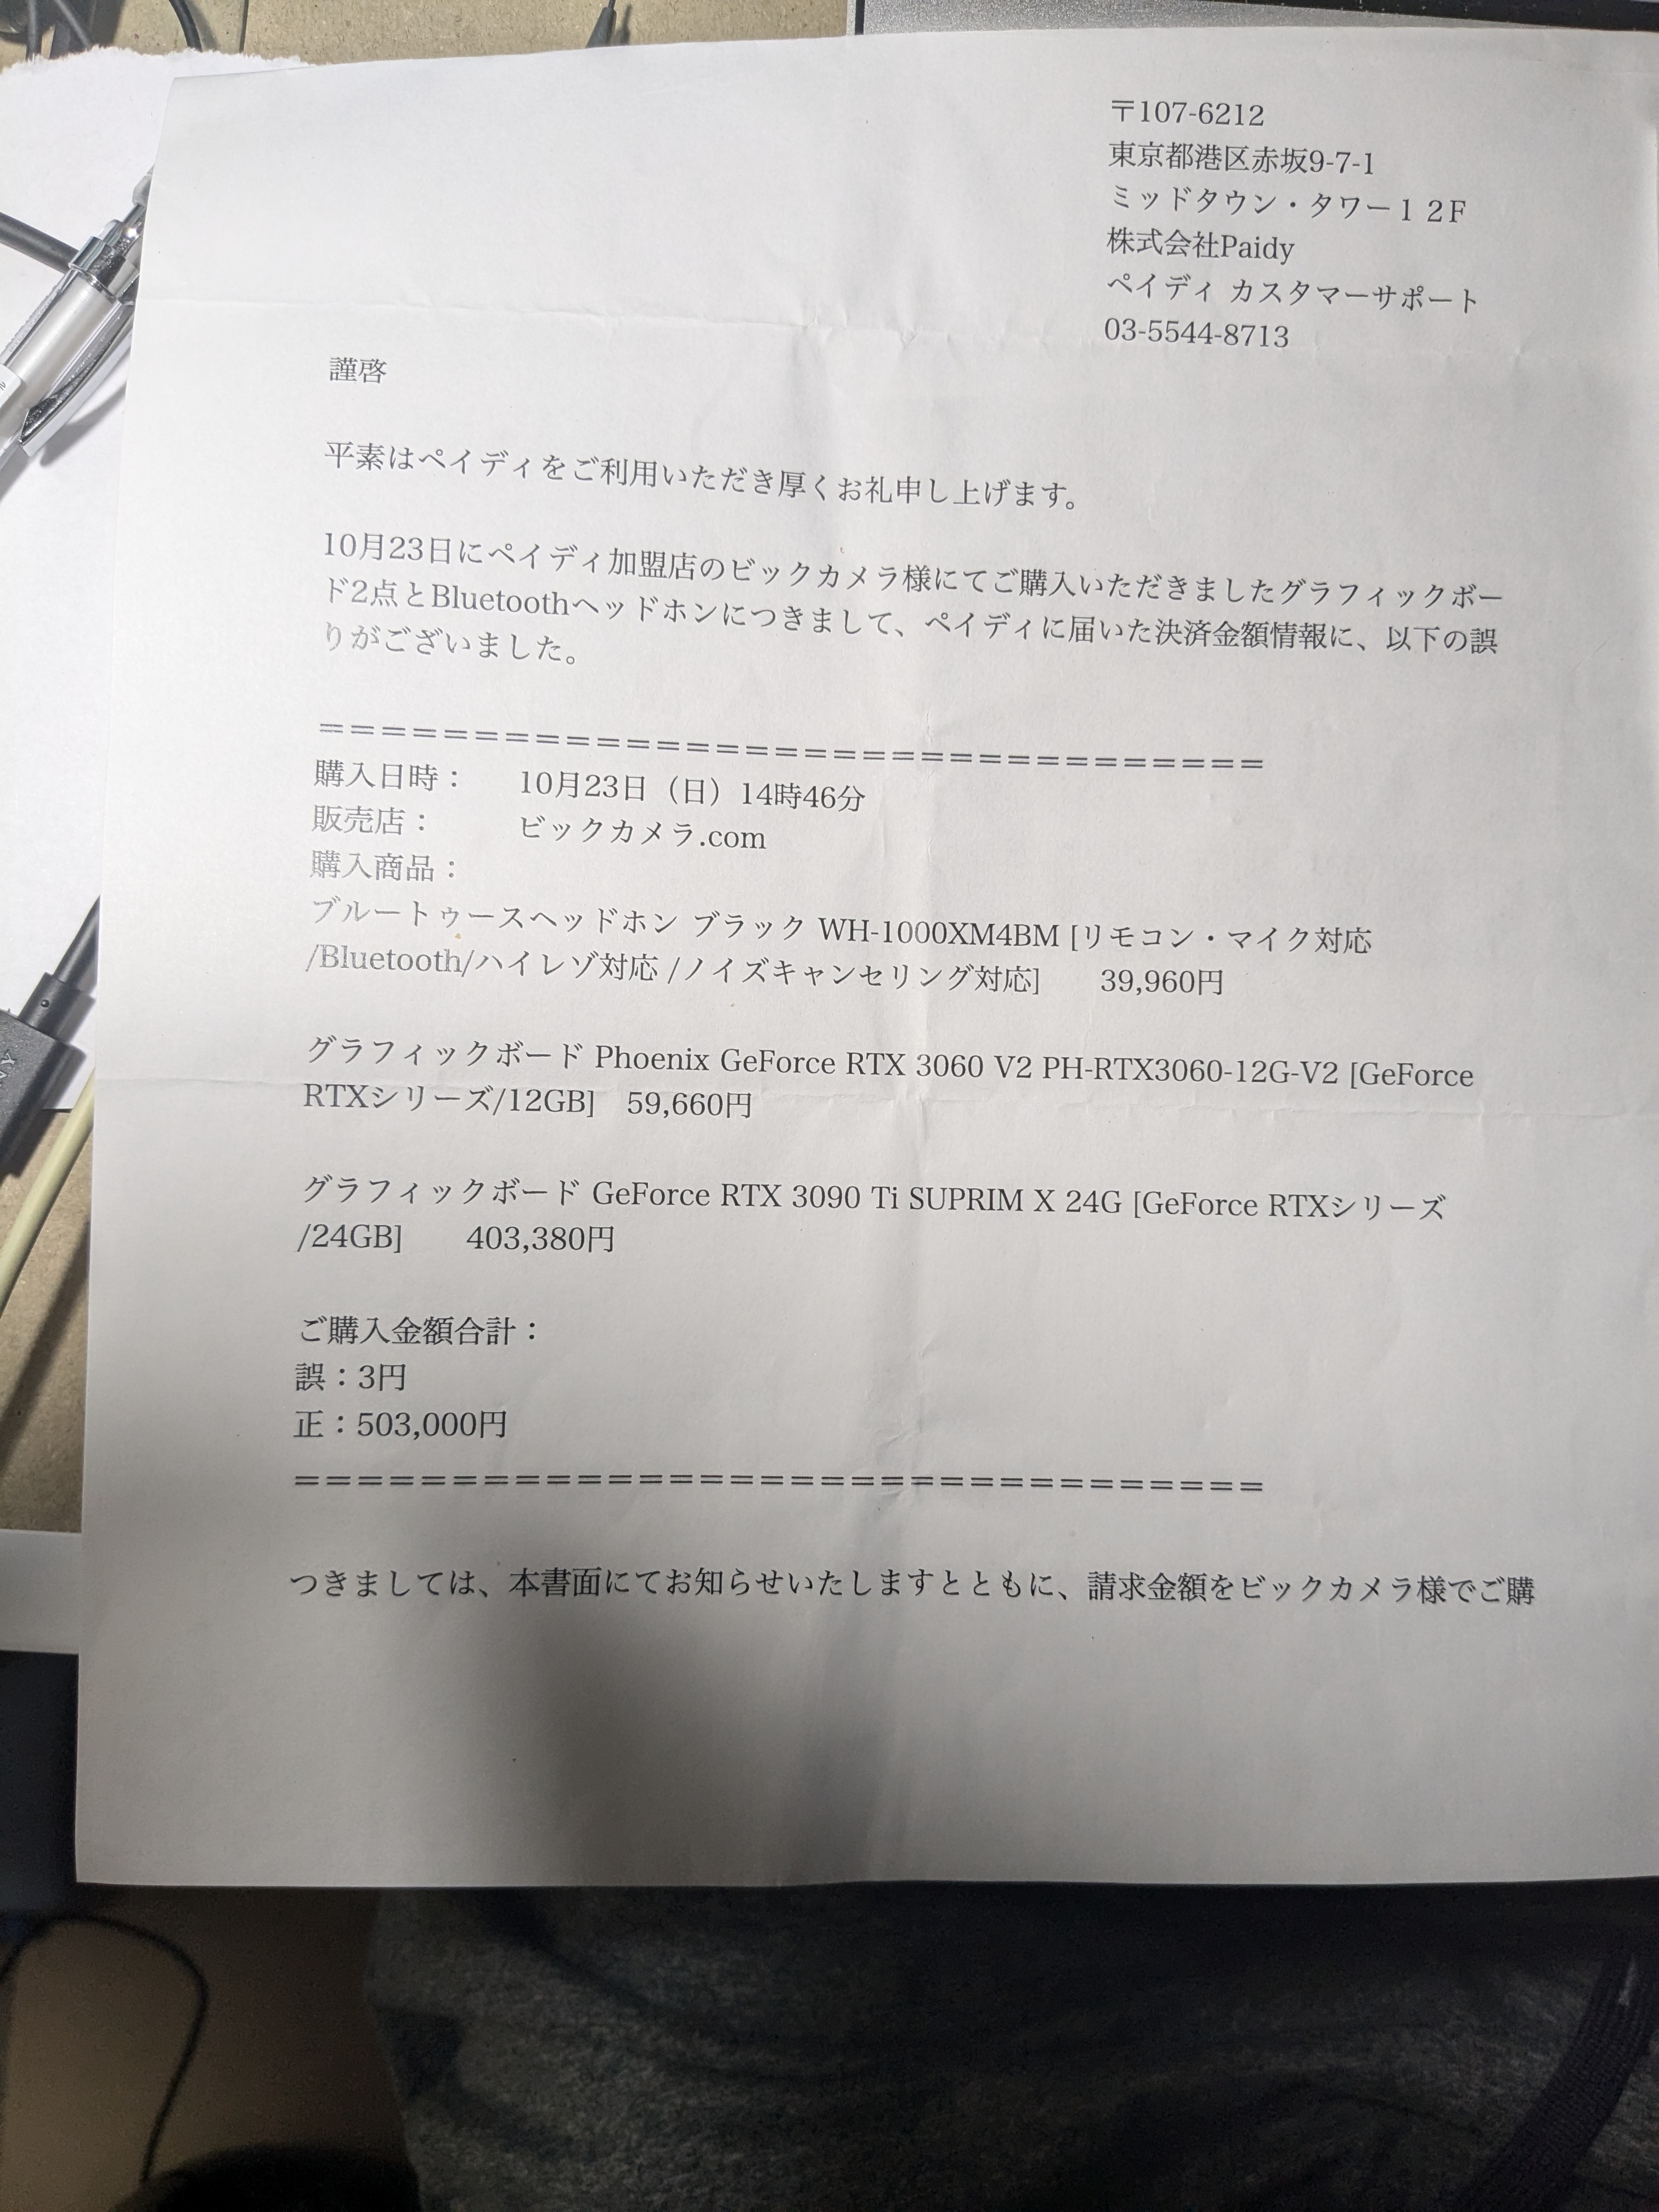 〒107-6212
東京都港区赤坂9-7-1
ミッドタウン・タワー１２F
株式会社Paidy
ペイディ カスタマーサポート
03-5544-8713
謹啓
平素はペイディをご利用いただき厚くお礼申し上げます。
10月23日にペイディ加盟店のビックカメラ様にてご購入いただきましたグラフィックボー
ド2点とBluetoothヘッドホンにつきまして、ペイディに届いた決済金額情報に、以下の誤
りがございました。
＝＝＝＝＝＝＝＝＝＝＝＝＝＝＝＝＝＝＝＝＝＝＝＝＝＝＝＝＝＝＝
購入日時：　10月23日（日）14時46分
販売店：　ビックカメラ.com
購入商品：
ブルートゥースヘッドホン ブラック WH-1000XM4BM [リモコン・マイク対応
/Bluetooth/ハイレゾ対応 /ノイズキャンセリング対応]　39,960円
グラフィックボード Phoenix GeForce RTX 3060 V2 PH-RTX3060-12G-V2 [GeForce
RTXシリーズ/12GB]　59,660円
グラフィックボード GeForce RTX 3090 Ti SUPRIM X 24G [GeForce RTXシリーズ
/24GB]　403,380円
ご購入金額合計：
誤：3円
正：503,000円
＝＝＝＝＝＝＝＝＝＝＝＝＝＝＝＝＝＝＝＝＝＝＝＝＝＝＝＝＝＝＝
つきましては、本書面にてお知らせいたしますとともに、請求金額をビックカメラ様でご購